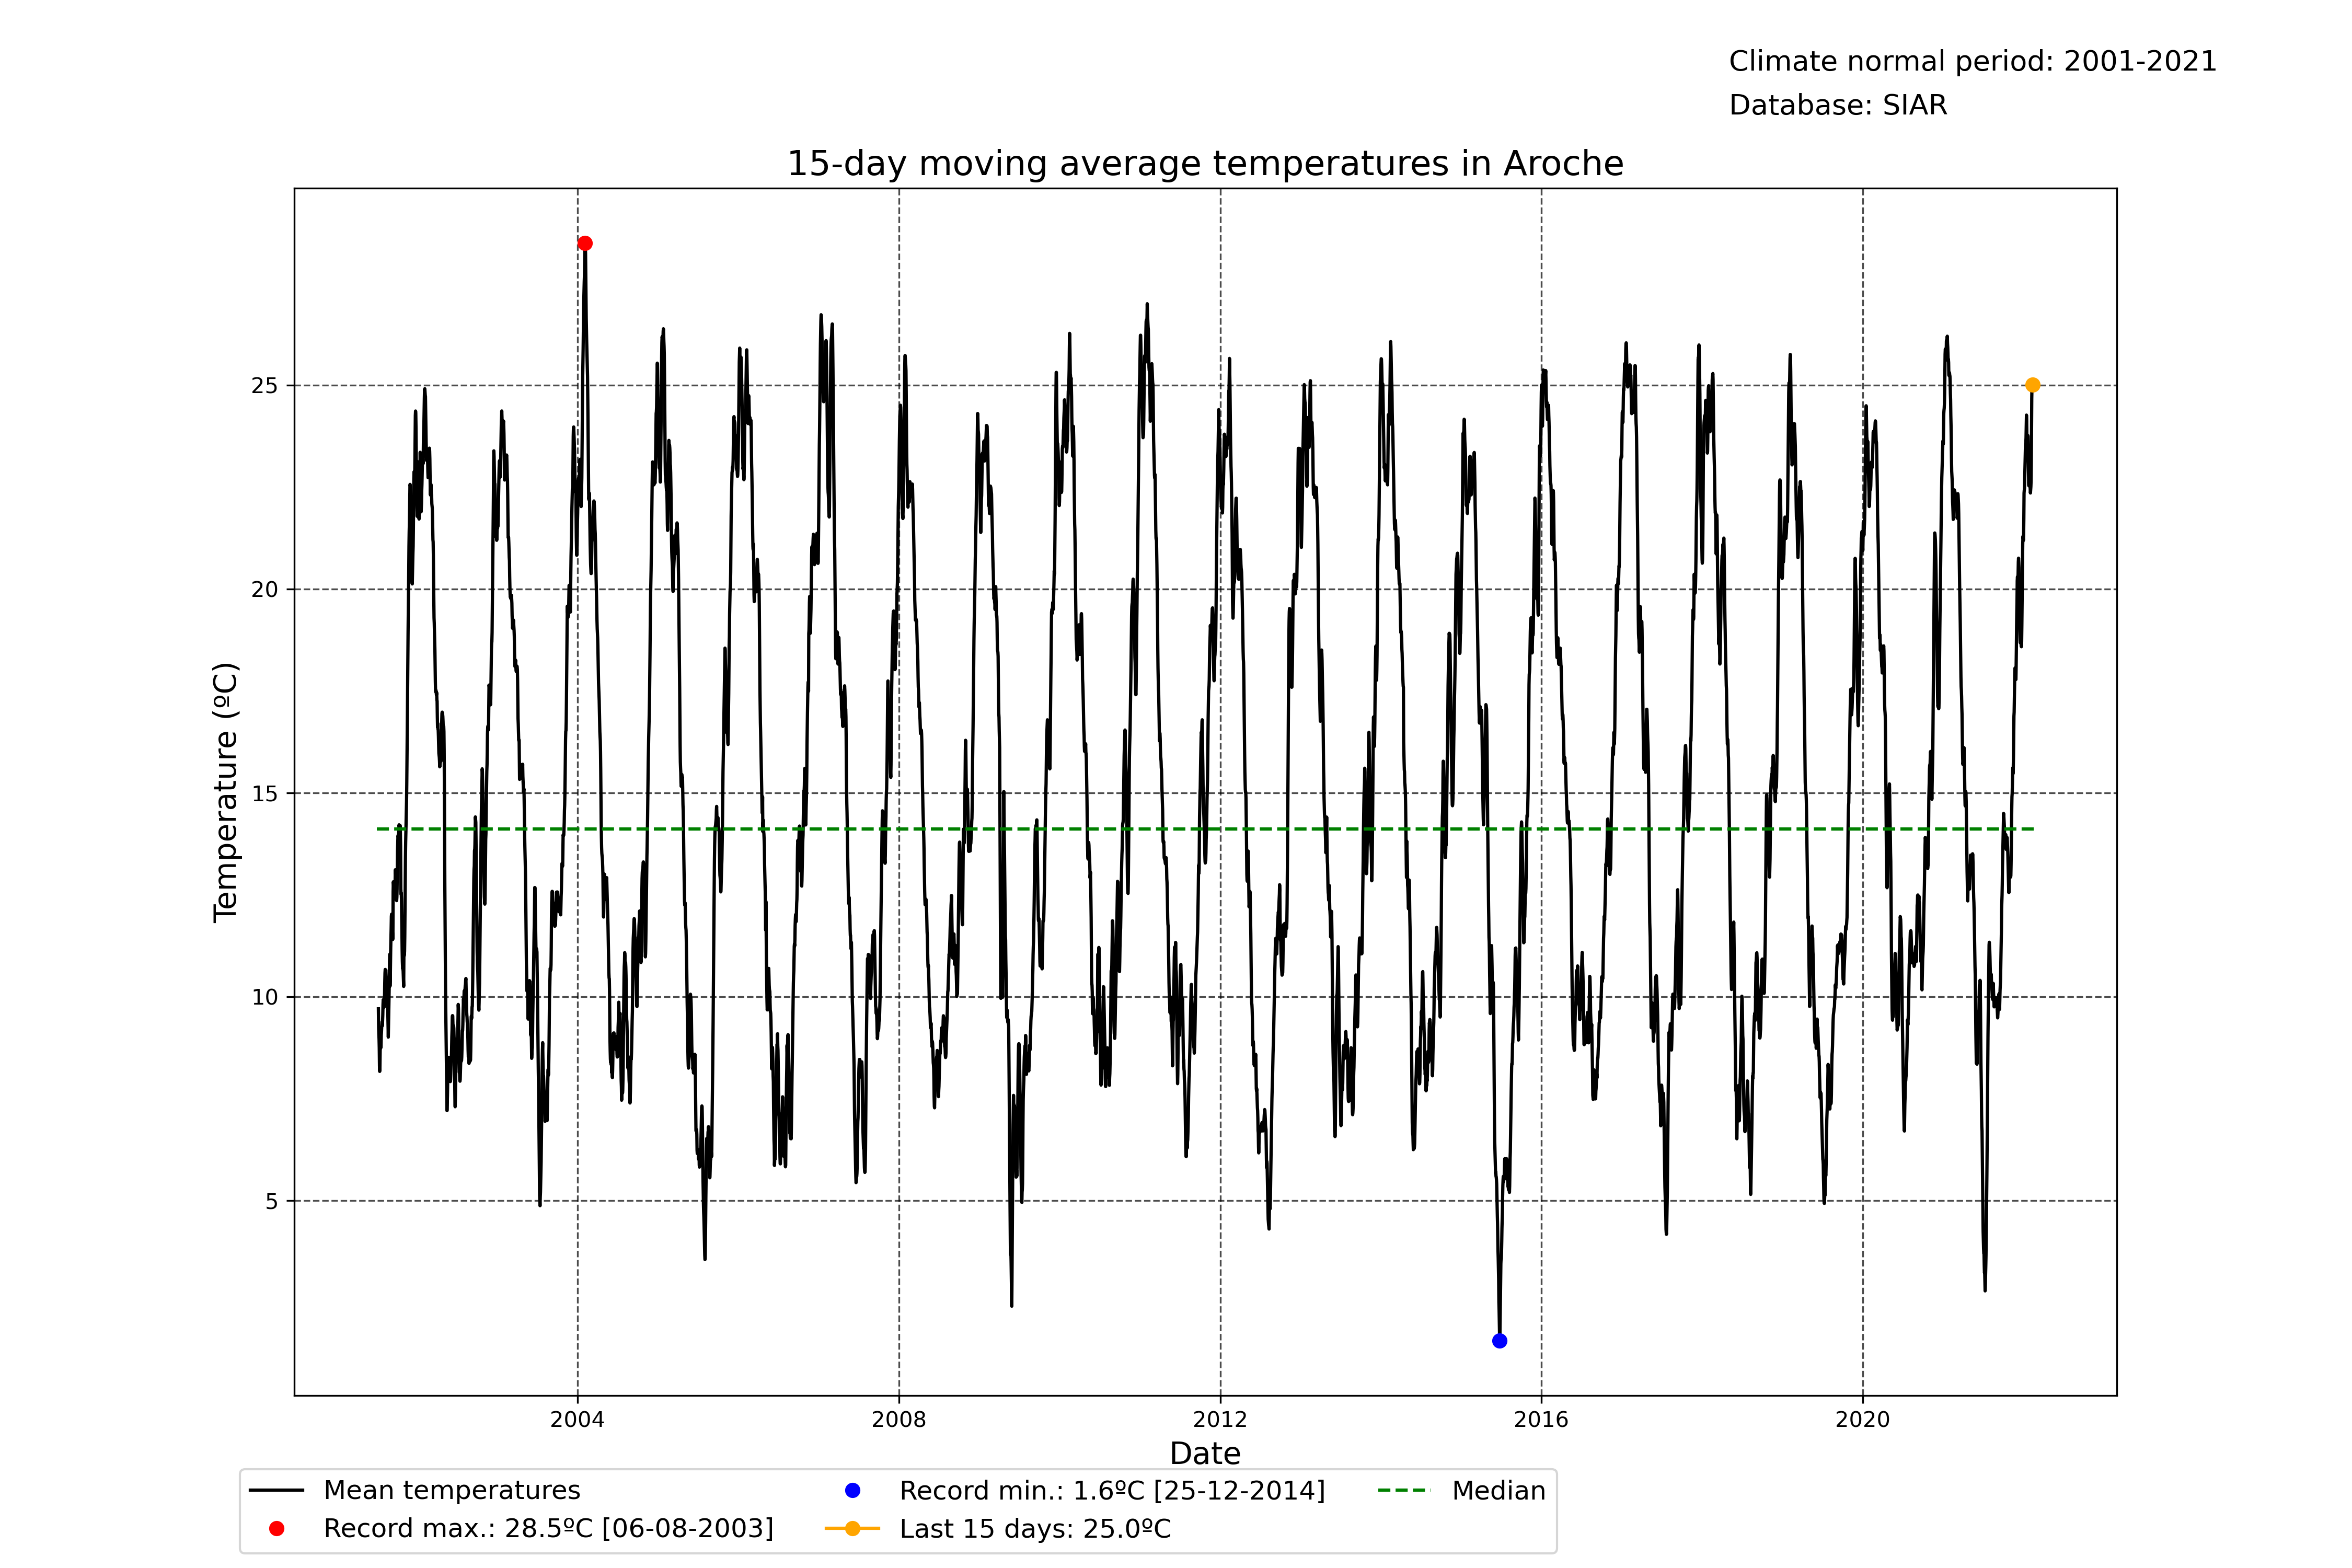 Climate normal period: 2001-2021
Database: SIAR
15-day moving average temperatures in Aroche
Temperature (ºC)
25
20
15
10
5
2004
2008
2012
2016
2020
Date
Mean temperatures
Record max.: 28.5ºC [06-08-2003]
Record min.: 1.6ºC [25-12-2014]
Last 15 days: 25.0ºC
Median